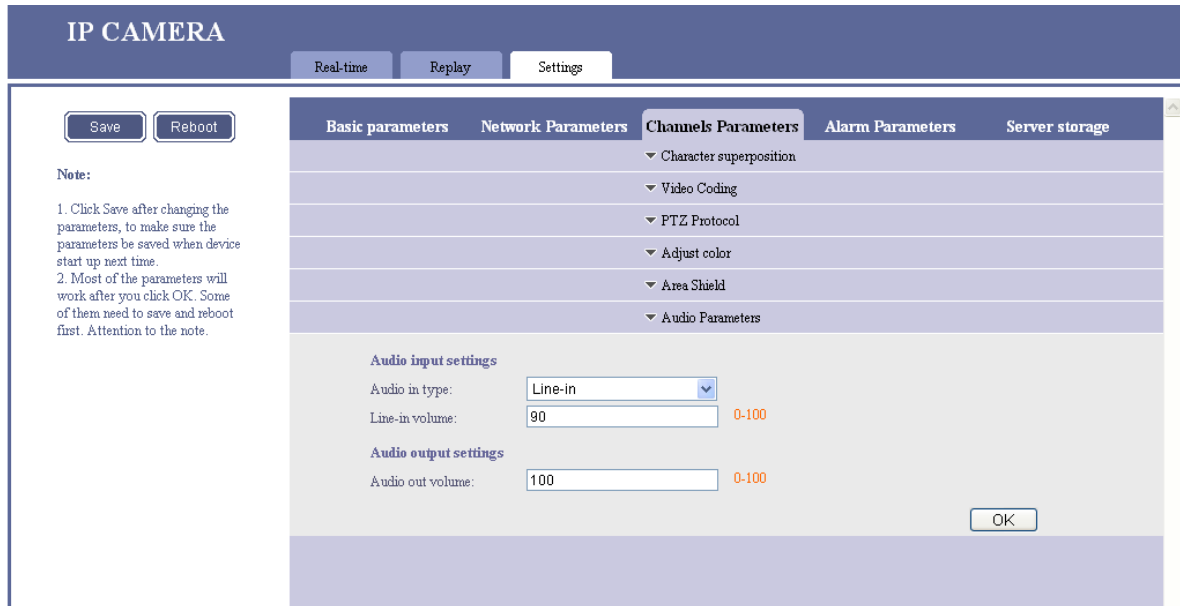 IP CAMERA
Real-time Replay Settings
Save Reboot
Basic parameters Network Parameters Channels Parameters Alarm Parameters Server storage
Note:
1. Click Save after changing the
parameters, to make sure the
parameters be saved when device
start up next time.
2. Most of the parameters will
work after you click OK. Some
of them need to save and reboot
first. Attention to the note.
Character superposition
Video Coding
PTZ Protocol
Adjust color
Area Shield
Audio Parameters
Audio input settings
Audio in type: Line-in
Line-in volume: 90 0-100
Audio output settings
Audio out volume: 100 0-100
OK